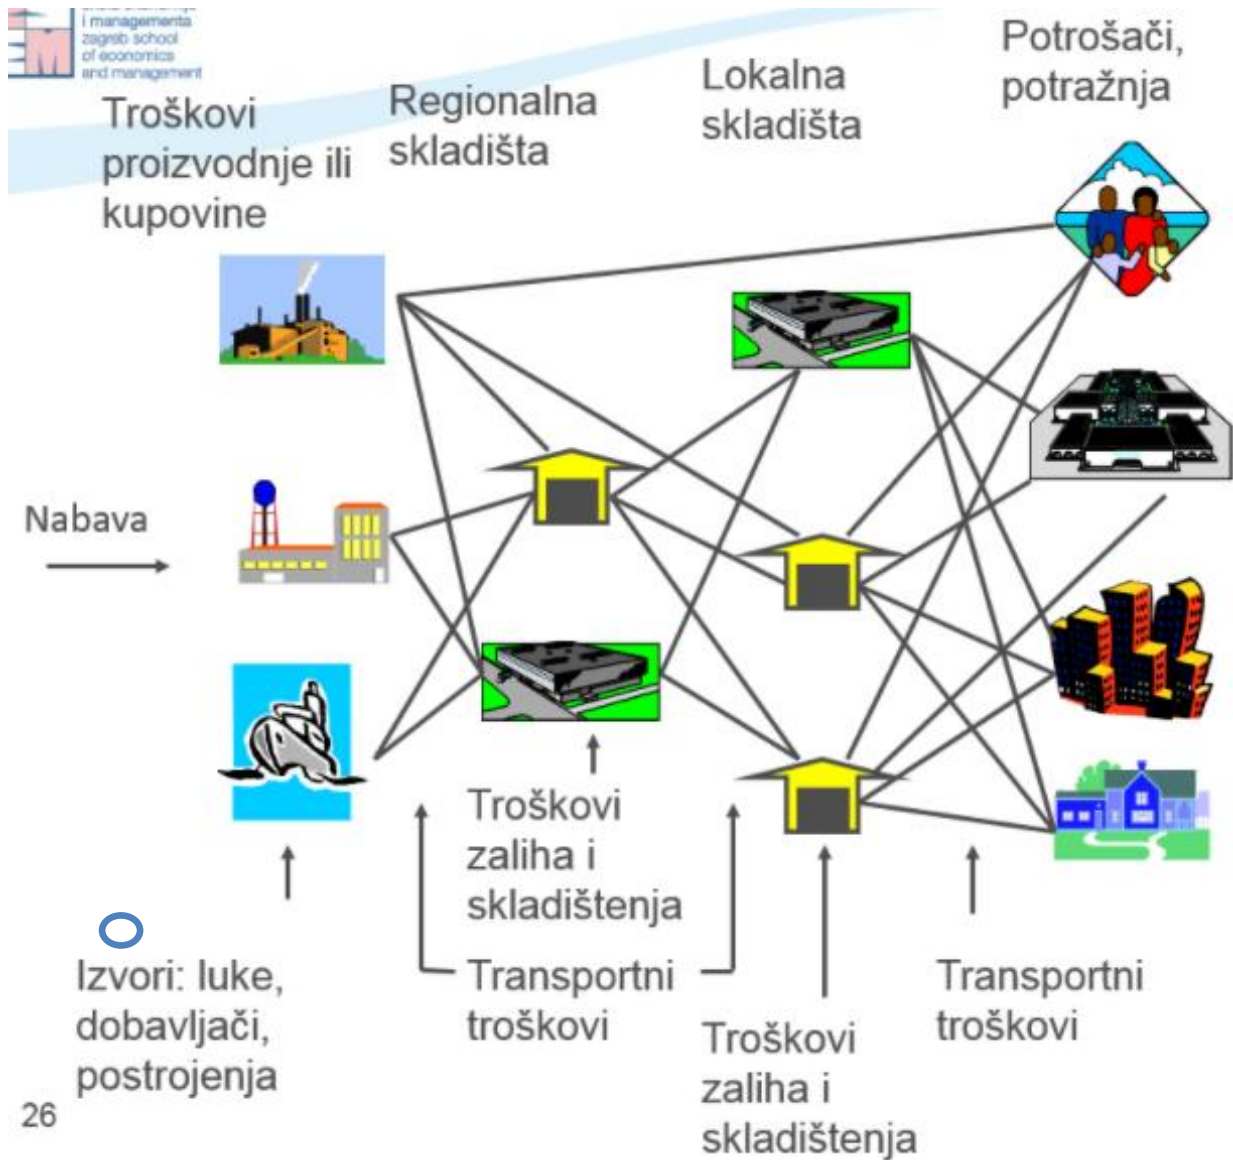 i managementa
zagreb school
of economics
and management
Troškovi
proizvodnje ili
kupovine
Regionalna
skladišta
Lokalna
skladišta
Potrošači,
potražnja
Nabava
Troškovi
zaliha i
skladištenja
Izvori: luke,
dobavljači,
postrojenja
Transportni
troškovi
Troškovi
zaliha i
skladištenja
Transportni
troškovi
26